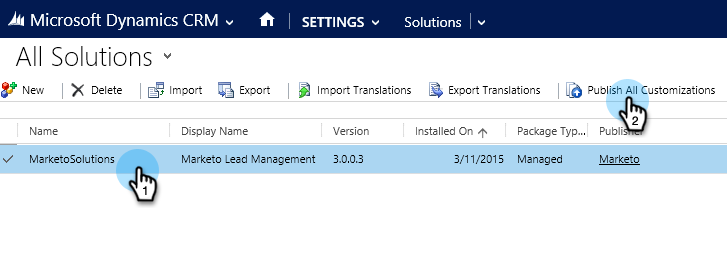 Microsoft Dynamics CRM SETTINGS Solutions
All Solutions
New Delete Import Export Import Translations Export Translations Publish All Customizations
Name Display Name Version Installed On Package Typ... Publisher
MarketoSolutions Marketo Lead Management 3.0.0.3 3/11/2015 Managed Marketo
1
2